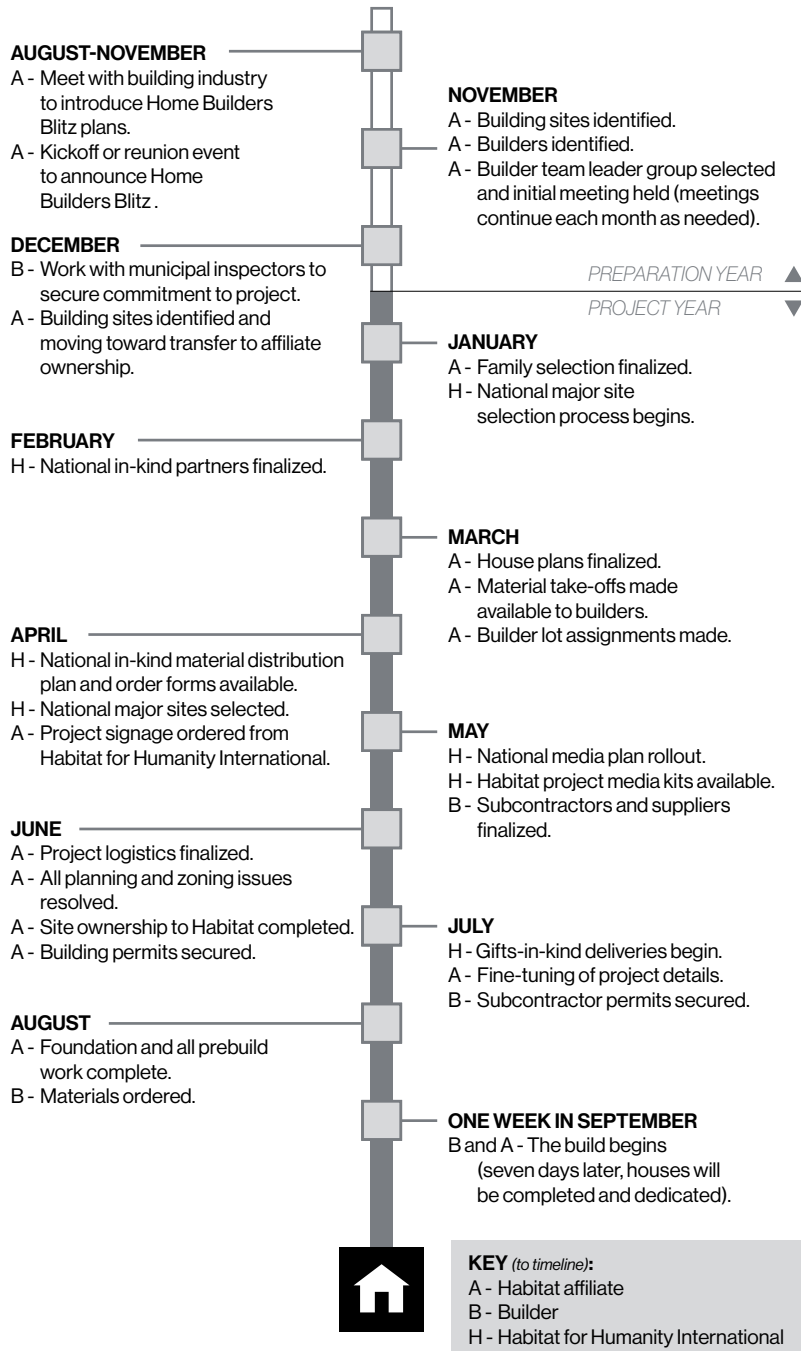 AUGUST-NOVEMBER
A - Meet with building industry
to introduce Home Builders
Blitz plans.
A - Kickoff or reunion event
to announce Home
Builders Blitz .
NOVEMBER
A - Building sites identified.
A - Builders identified.
A - Builder team leader group selected
and initial meeting held (meetings
continue each month as needed).
DECEMBER
B - Work with municipal inspectors to
secure commitment to project.
A - Building sites identified and
moving toward transfer to affiliate
ownership.
PREPARATION YEAR ▲
PROJECT YEAR ▼
JANUARY
A - Family selection finalized.
H - National major site
selection process begins.
FEBRUARY
H - National in-kind partners finalized.
MARCH
A - House plans finalized.
A - Material take-offs made
available to builders.
A - Builder lot assignments made.
APRIL
H - National in-kind material distribution
plan and order forms available.
H - National major sites selected.
A - Project signage ordered from
Habitat for Humanity International.
MAY
H - National media plan rollout.
H - Habitat project media kits available.
B - Subcontractors and suppliers
finalized.
JUNE
A - Project logistics finalized.
A - All planning and zoning issues
resolved.
A - Site ownership to Habitat completed.
A - Building permits secured.
JULY
H - Gifts-in-kind deliveries begin.
A - Fine-tuning of project details.
B - Subcontractor permits secured.
AUGUST
A - Foundation and all prebuild
work complete.
B - Materials ordered.
ONE WEEK IN SEPTEMBER
B and A - The build begins
(seven days later, houses will
be completed and dedicated).
KEY (to timeline):
A - Habitat affiliate
B - Builder
H - Habitat for Humanity International